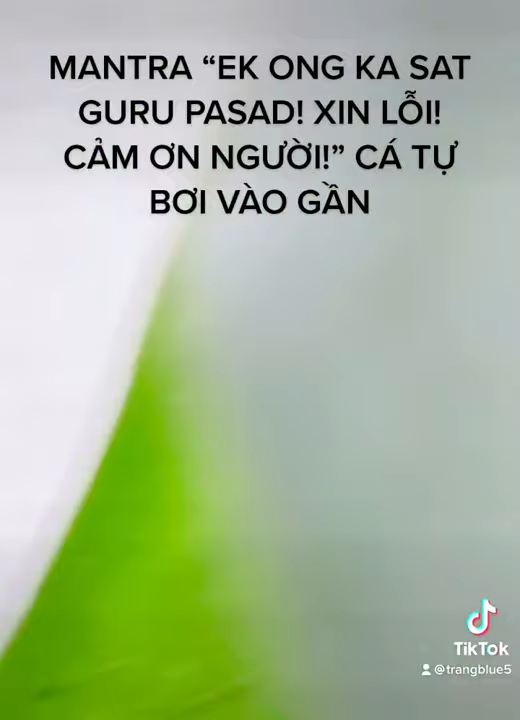 MANTRA “EK ONG KA SAT
GURU PASAD! XIN LỖI!
CẢM ƠN NGƯỜI!” CÁ TỰ
BƠI VÀO GẦN
TikTok
@trangblue5